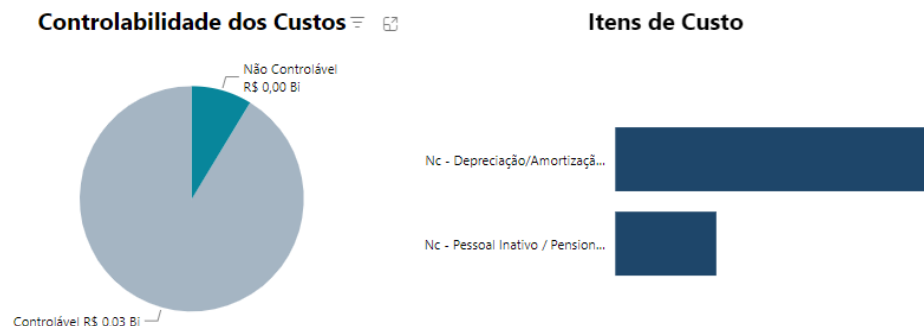 Controlabilidade dos Custos
Itens de Custo
Não Controlável
R$ 0,00 Bi
Nc - Depreciação/Amortizaçã...
Nc - Pessoal Inativo / Pension...
Controlável R$ 0,03 Bi